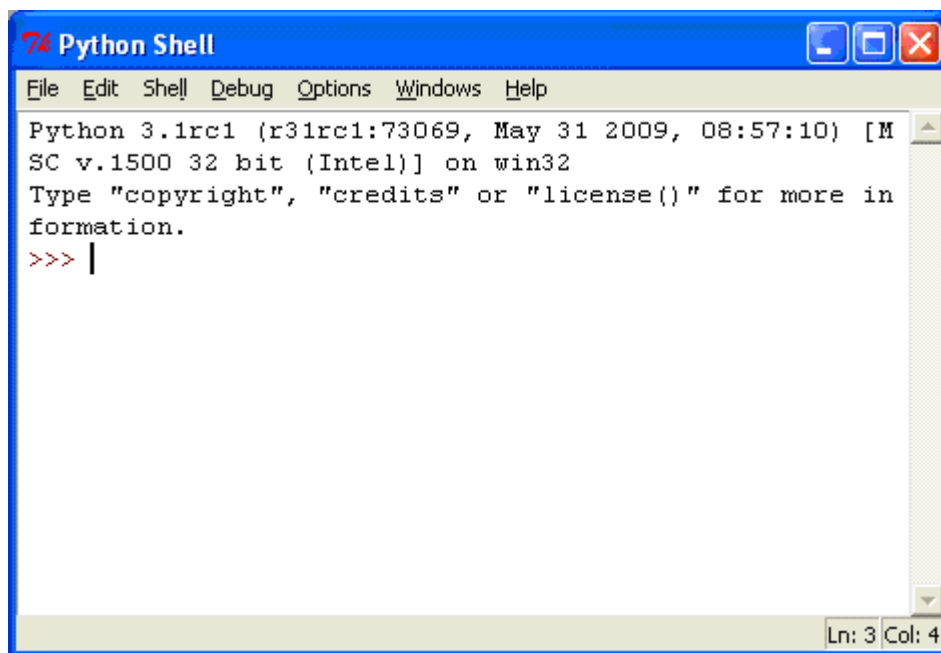 Python Shell
File Edit Shell Debug Options Windows Help
Python 3.1rc1 (r31rc1:73069, May 31 2009, 08:57:10) [M
SC v.1500 32 bit (Intel)] on win32
Type "copyright", "credits" or "license()" for more in
formation.
>>>
Ln: 3 Col: 4